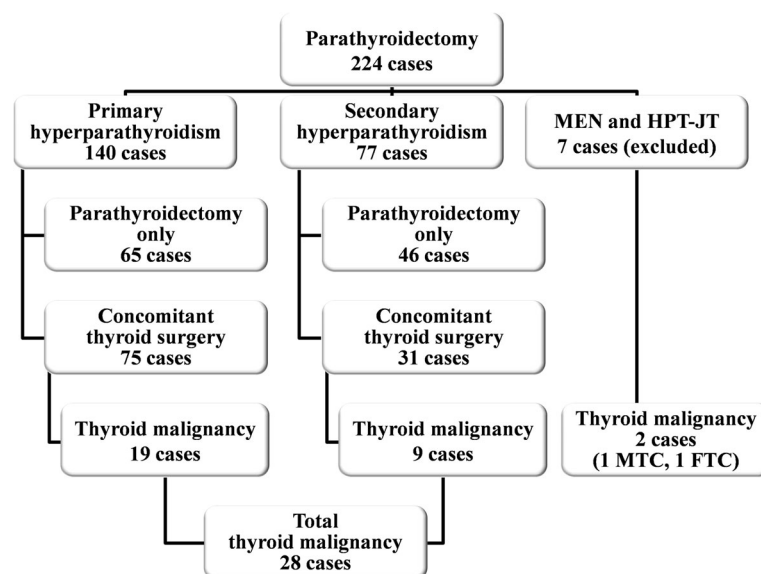 Parathyroidectomy
224 cases
Primary
hyperparathyroidism
140 cases
Secondary
hyperparathyroidism
77 cases
MEN and HPT-JT
7 cases (excluded)
Parathyroidectomy
only
65 cases
Parathyroidectomy
only
46 cases
Concomitant
thyroid surgery
75 cases
Concomitant
thyroid surgery
31 cases
Thyroid malignancy
19 cases
Thyroid malignancy
9 cases
Thyroid malignancy
2 cases
(1 MTC, 1 FTC)
Total
thyroid malignancy
28 cases